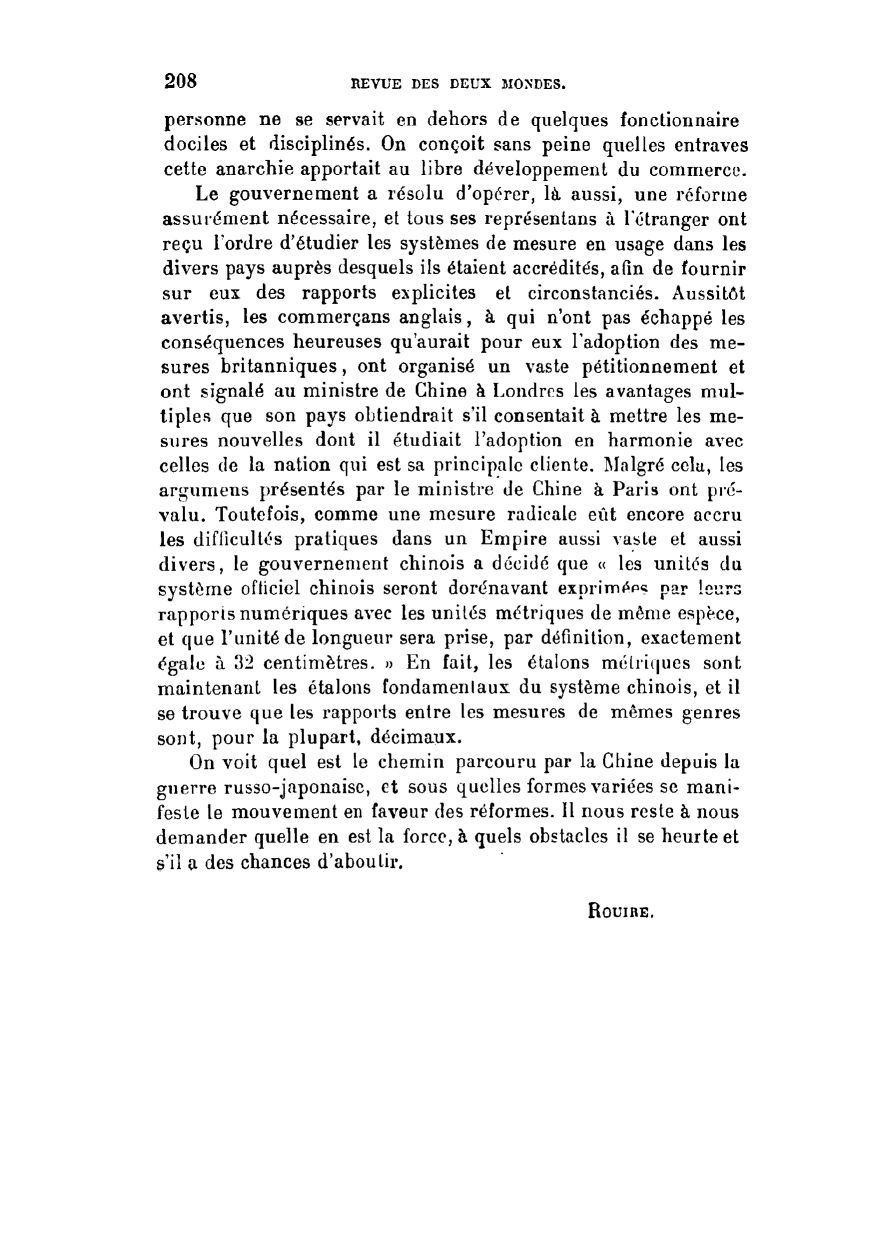 208 REVUE DES DEUX MONDES.
personne ne se servait en dehors de quelques fonctionnaire
dociles et disciplinés. On conçoit sans peine quelles entraves
cette anarchie apportait au libre développement du commerce.
Le gouvernement a résolu d'opérer, là aussi, une réforme
assurément nécessaire, et tous ses représentans à l'étranger ont
reçu l'ordre d'étudier les systèmes de mesure en usage dans les
divers pays auprès desquels ils étaient accrédités, afin de fournir
sur eux des rapports explicites et circonstanciés. Aussitôt
avertis, les commerçans anglais, à qui n'ont pas échappé les
conséquences heureuses qu'aurait pour eux l'adoption des me-
sures britanniques, ont organisé un vaste pétitionnement et
ont signalé au ministre de Chine à Londres les avantages mul-
tiples que son pays obtiendrait s'il consentait à mettre les me-
sures nouvelles dont il étudiait l'adoption en harmonie avec
celles de la nation qui est sa principale cliente. Malgré cela, les
argumens présentés par le ministre de Chine à Paris ont pré-
valu. Toutefois, comme une mesure radicale eût encore accru
les difficultés pratiques dans un Empire aussi vaste et aussi
divers, le gouvernement chinois a décidé que « les unités du
système officiel chinois seront dorénavant exprimées par leurs
rapports numériques avec les unités métriques de même espèce,
et que l'unité de longueur sera prise, par définition, exactement
égale à 32 centimètres. » En fait, les étalons métriques sont
maintenant les étalons fondamentaux du système chinois, et il
se trouve que les rapports entre les mesures de mêmes genres
sont, pour la plupart, décimaux.
On voit quel est le chemin parcouru par la Chine depuis la
guerre russo-japonaise, et sous quelles formes variées se mani-
feste le mouvement en faveur des réformes. Il nous reste à nous
demander quelle en est la force, à quels obstacles il se heurte et
s'il a des chances d'aboutir.
ROUIRE.